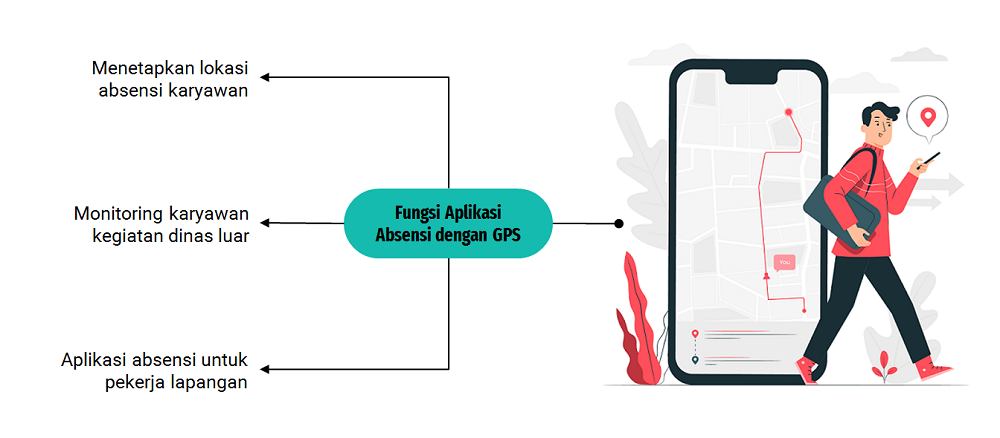 Menetapkan lokasi
absensi karyawan
Monitoring karyawan
kegiatan dinas luar
Aplikasi absensi untuk
pekerja lapangan
Fungsi Aplikasi
Absensi dengan GPS
You